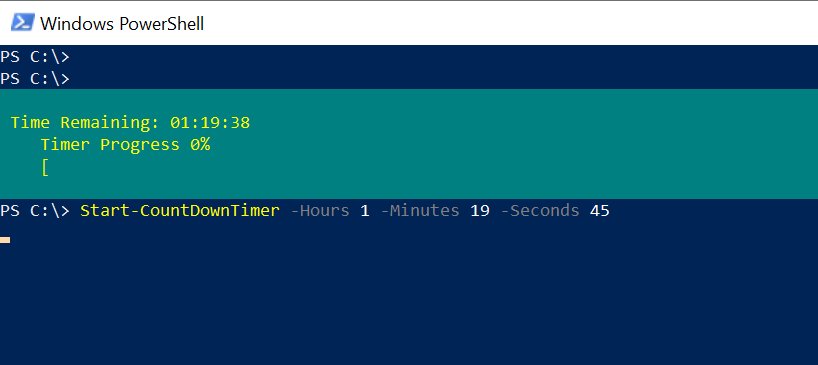 Windows PowerShell
PS C:\>
PS C:\>
Time Remaining: 01:19:38
Timer Progress 0%
[
PS C:\> Start-CountDownTimer -Hours 1 -Minutes 19 -Seconds 45